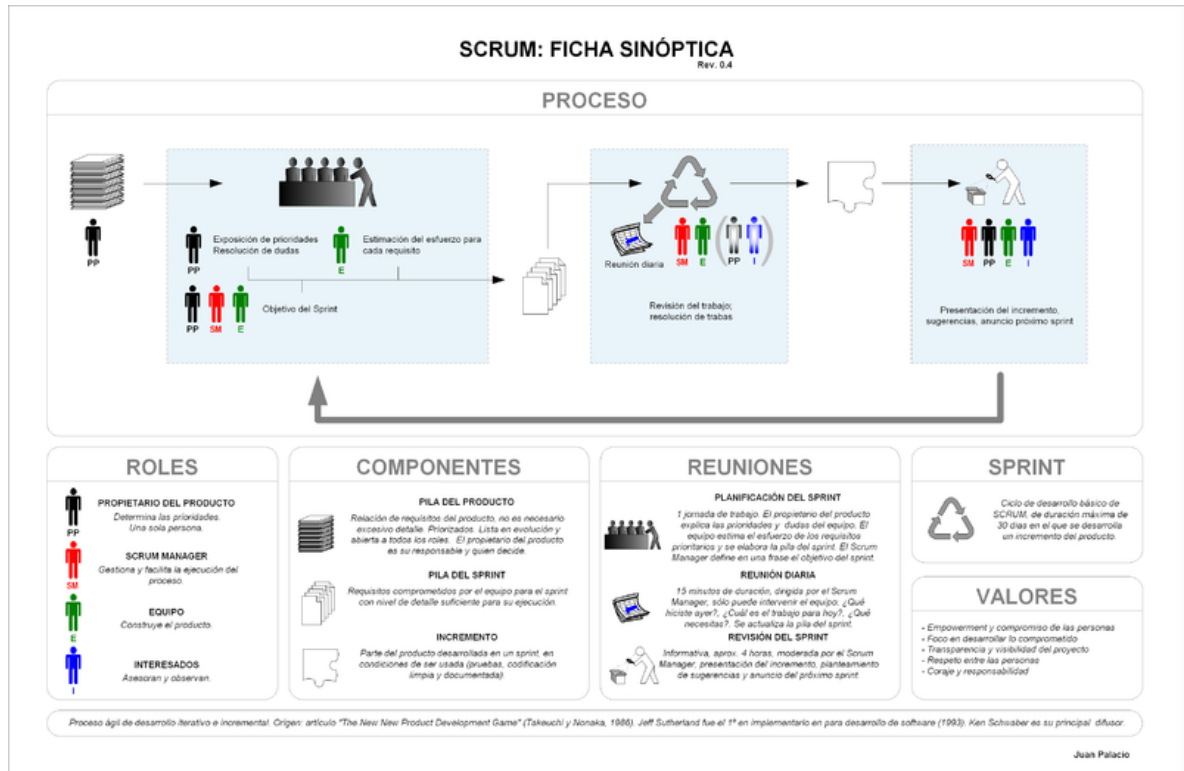 SCRUM: FICHA SINÓPTICA
Rev. 0.4
PROCESO
PP
Exposición de prioridades
Resolución de dudas
PP
Estimación del esfuerzo para
cada requisito
E
Objetivo del Sprint
PP SM E
Reunión diaria
SM E ( PP I )
Revisión del trabajo;
resolución de trabas
SM PP E I
Presentación del incremento,
sugerencias, anuncio próximo sprint
ROLES
PP
PROPIETARIO DEL PRODUCTO
Determina las prioridades.
Una sola persona.
SM
SCRUM MANAGER
Gestiona y facilita la ejecución del
proceso.
E
EQUIPO
Construye el producto.
I
INTERESADOS
Asesoran y observan.
COMPONENTES
PILA DEL PRODUCTO
Relación de requisitos del producto, no es necesario
excesivo detalle. Priorizados. Lista en evolución y
abierta a todos los roles. El propietario del producto
es su responsable y quien decide.
PILA DEL SPRINT
Requisitos comprometidos por el equipo para el sprint
con nivel de detalle suficiente para su ejecución.
INCREMENTO
Parte del producto desarrollada en un sprint, en
condiciones de ser usada (pruebas, codificación
limpia y documentada)
REUNIONES
PLANIFICACIÓN DEL SPRINT
1 jornada de trabajo. El propietario del producto
explica las prioridades y dudas del equipo. El
equipo estima el esfuerzo de los requisitos
prioritarios y se elabora la pila del sprint. El Scrum
Manager define en una frase el objetivo del sprint.
REUNIÓN DIARIA
15 minutos de duración, dirigida por el Scrum
Manager, sólo puede intervenir el equipo: ¿Qué
hiciste ayer?, ¿Cuál es el trabajo para hoy?, ¿Qué
necesitas?. Se actualiza la pila del sprint.
REVISIÓN DEL SPRINT
Informativa, aprox. 4 horas, moderada por el Scrum
Manager, presentación del incremento, planteamiento
de sugerencias y anuncio del próximo sprint.
SPRINT
Ciclo de desarrollo básico de
SCRUM, de duración máxima de
30 días en el que se desarrolla
un incremento del producto.
VALORES
- Empowerment y compromiso de las personas
- Foco en desarrollar lo comprometido
- Transparencia y visibilidad del proyecto
- Respeto entre las personas
- Coraje y responsabilidad
Proceso ágil de desarrollo iterativo e incremental. Origen: artículo "The New New Product Development Game" (Takeuchi y Nonaka, 1986). Jeff Sutherland fue el 1º en implementarlo en para desarrollo de software (1993). Ken Schwaber es su principal difusor.
Juan Palacio